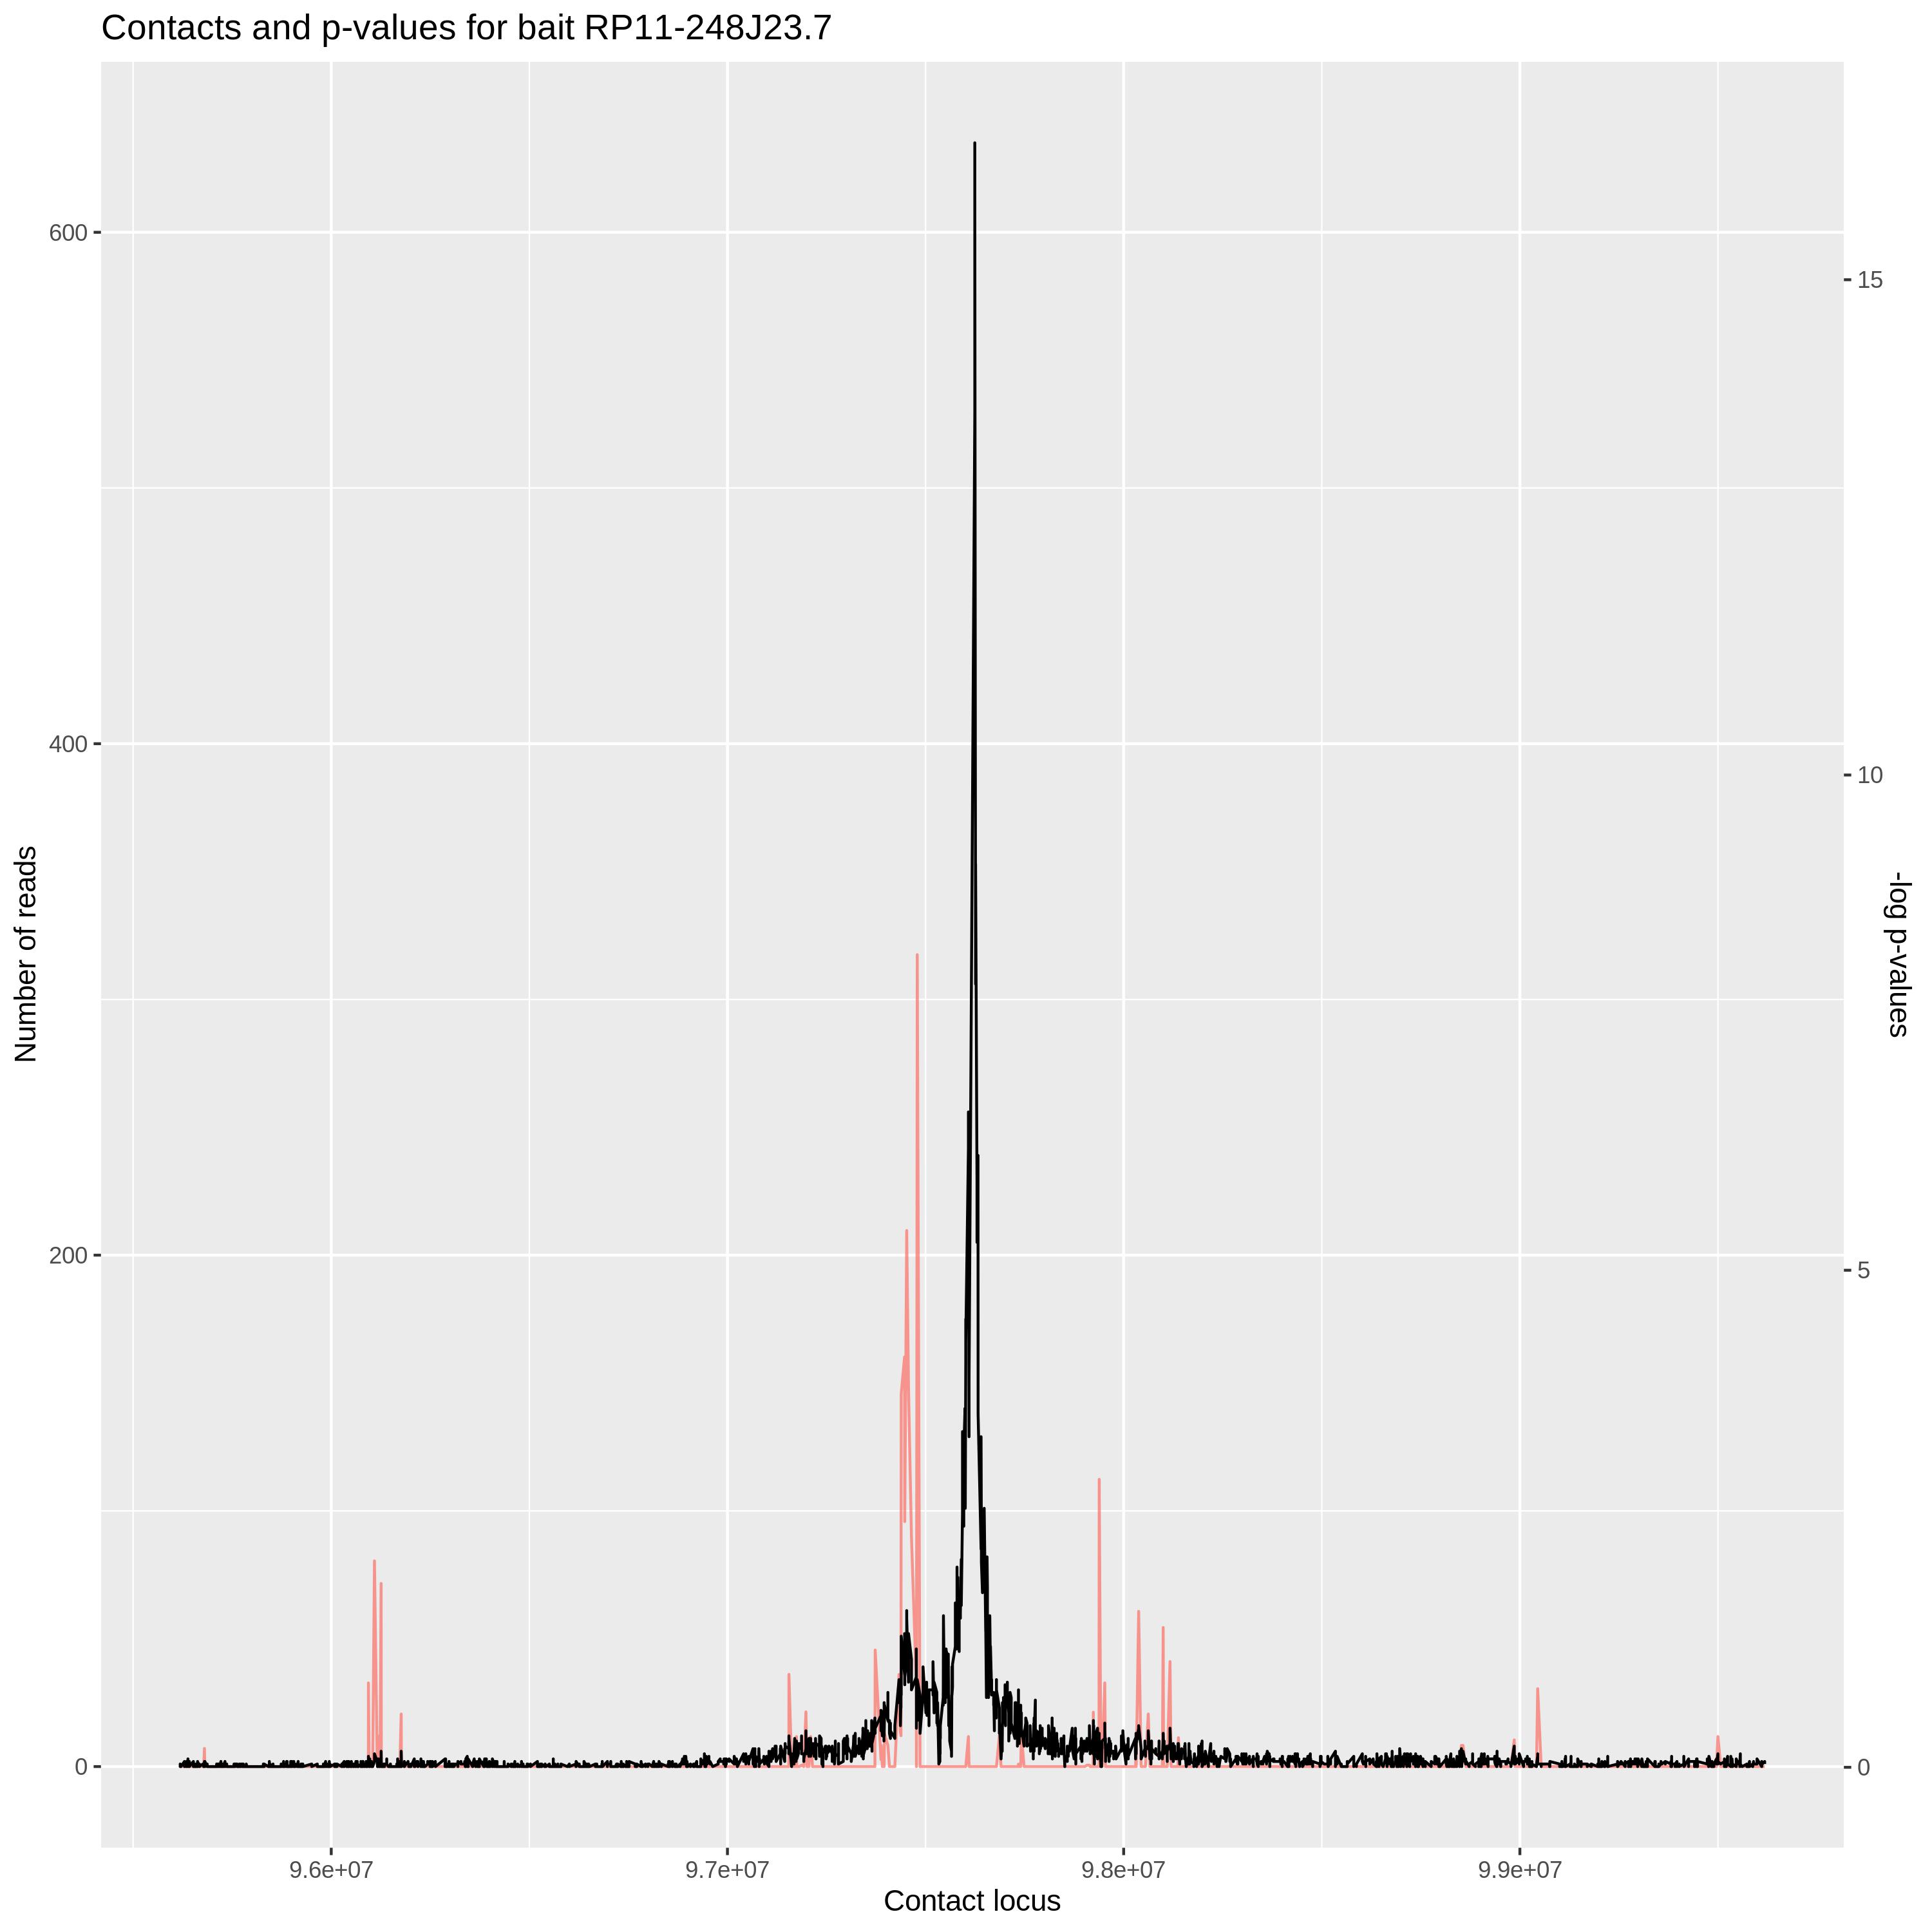 Contacts and p-values for bait RP11-248J23.7
600
400
200
0
15
10
5
0
Number of reads
-log p-values
9.6e+07
9.7e+07
9.8e+07
9.9e+07
Contact locus